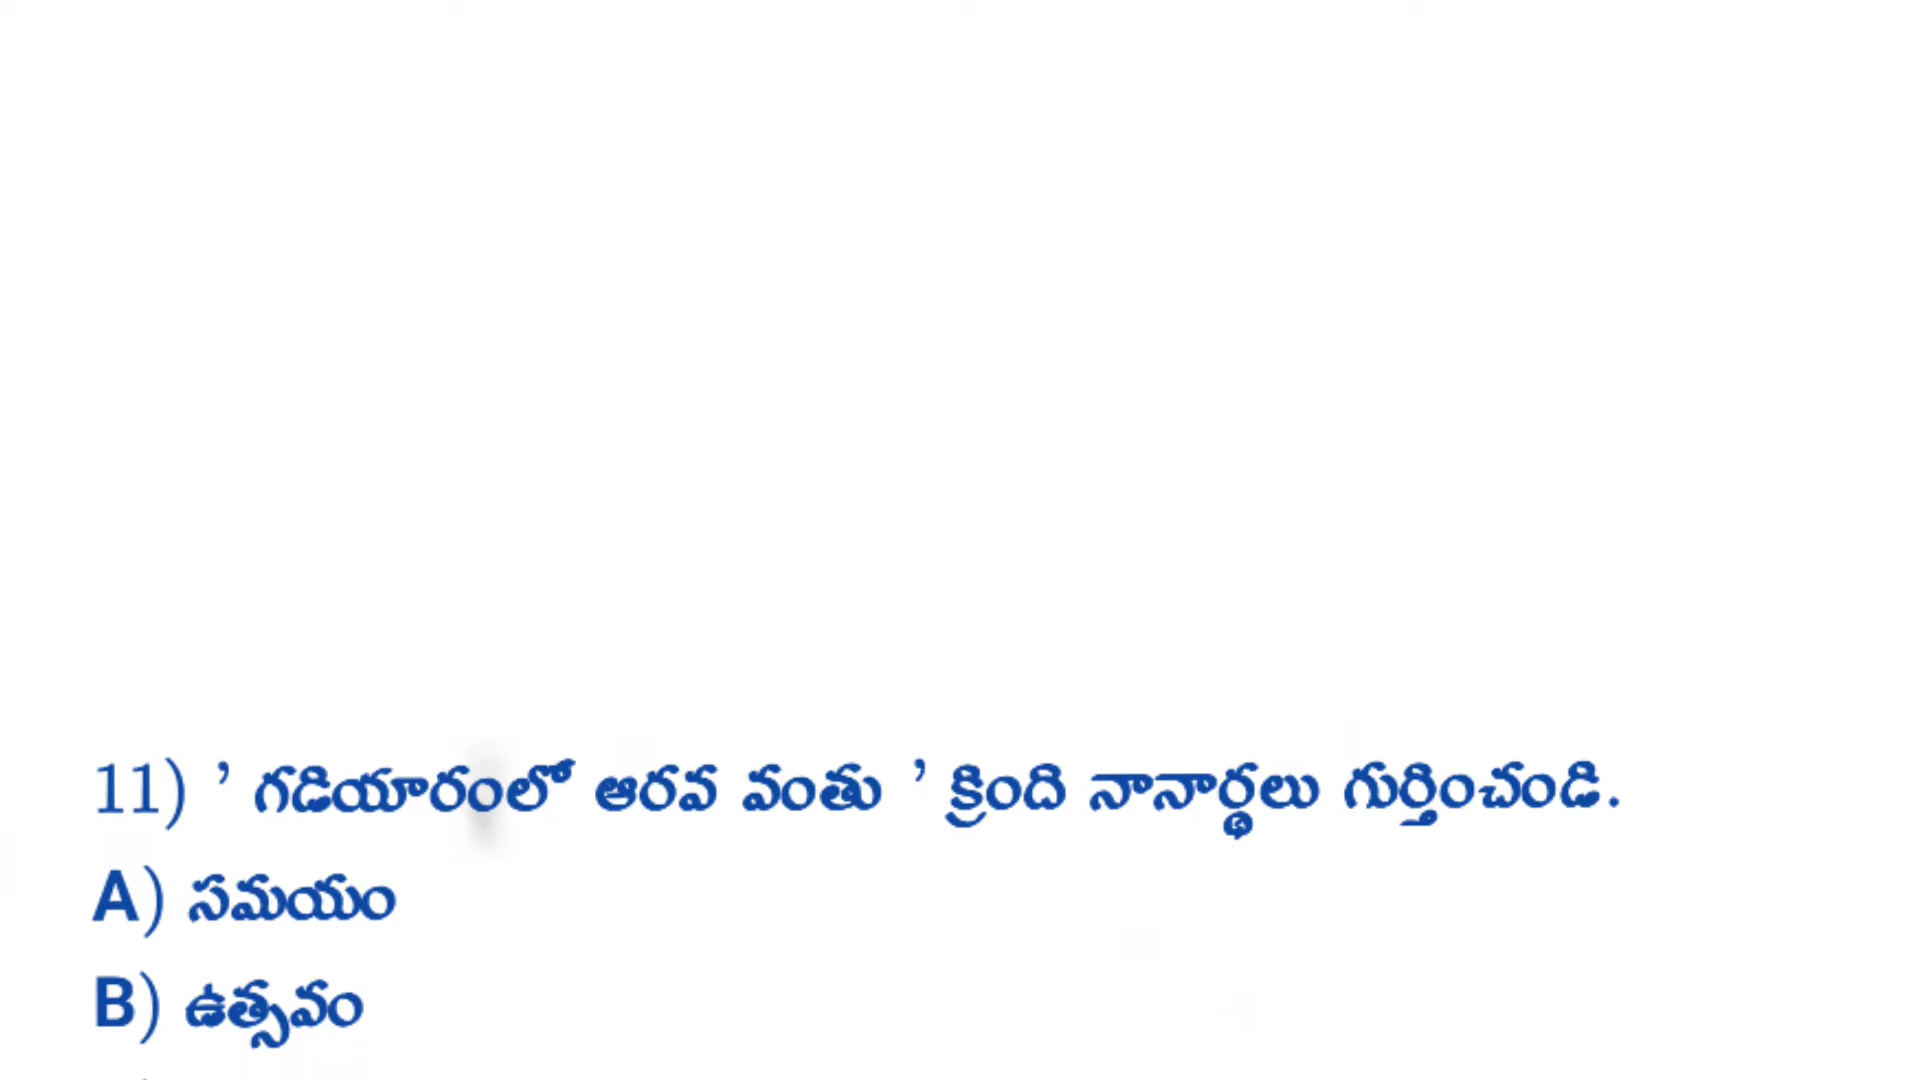 11) ’ గడియారంలో ఆరవ వంతు ’ క్రింది నానార్థలు గుర్తించండి.
A) సమయం
B) ఉత్సవం